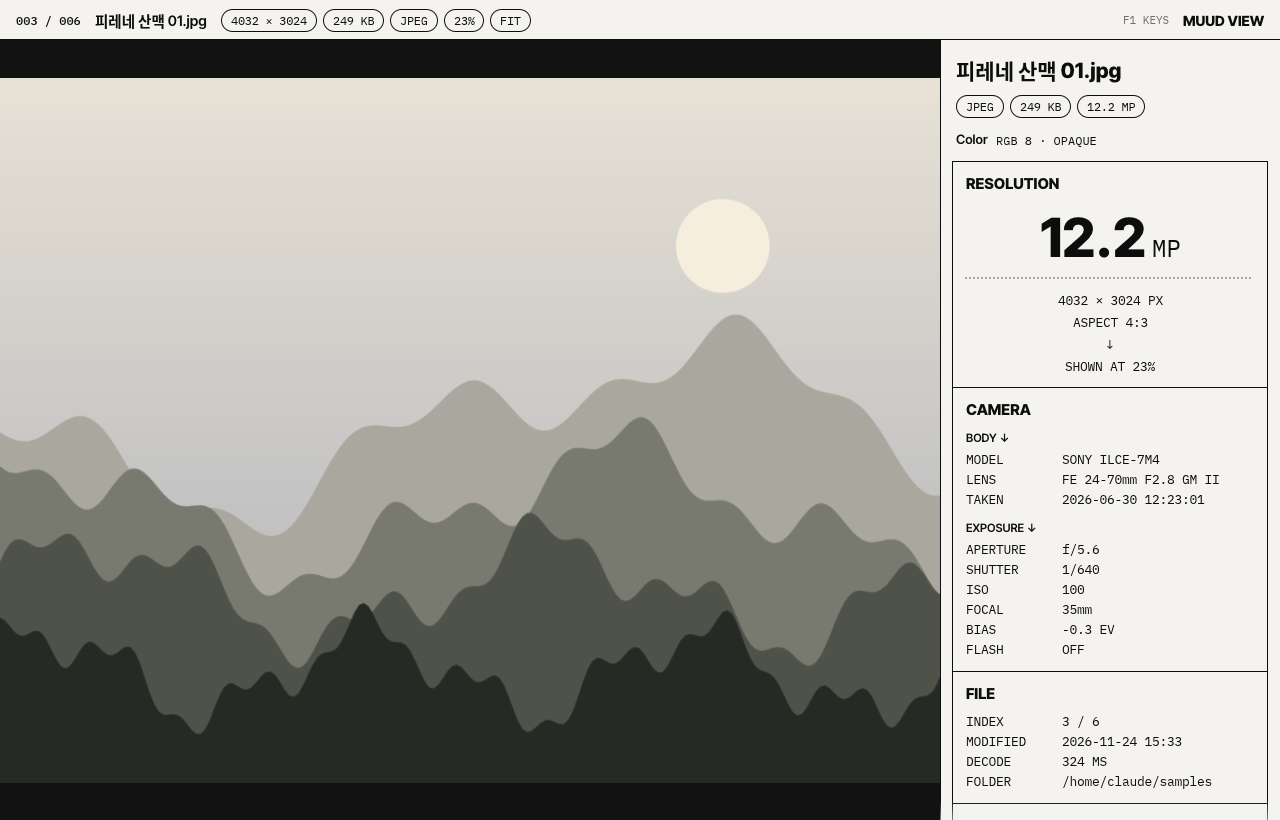 003 / 006 피레네 산맥 01.jpg 4032 × 3024 249 KB JPEG 23% FIT F1 KEYS MUUD VIEW
피레네 산맥 01.jpg
JPEG 249 KB 12.2 MP
Color RGB 8 · OPAQUE
RESOLUTION
12.2 MP
4032 × 3024 PX
ASPECT 4:3
↓
SHOWN AT 23%
CAMERA
BODY ↓
MODEL SONY ILCE-7M4
LENS FE 24-70mm F2.8 GM II
TAKEN 2026-06-30 12:23:01
EXPOSURE ↓
APERTURE f/5.6
SHUTTER 1/640
ISO 100
FOCAL 35mm
BIAS -0.3 EV
FLASH OFF
FILE
INDEX 3 / 6
MODIFIED 2026-11-24 15:33
DECODE 324 MS
FOLDER /home/claude/samples